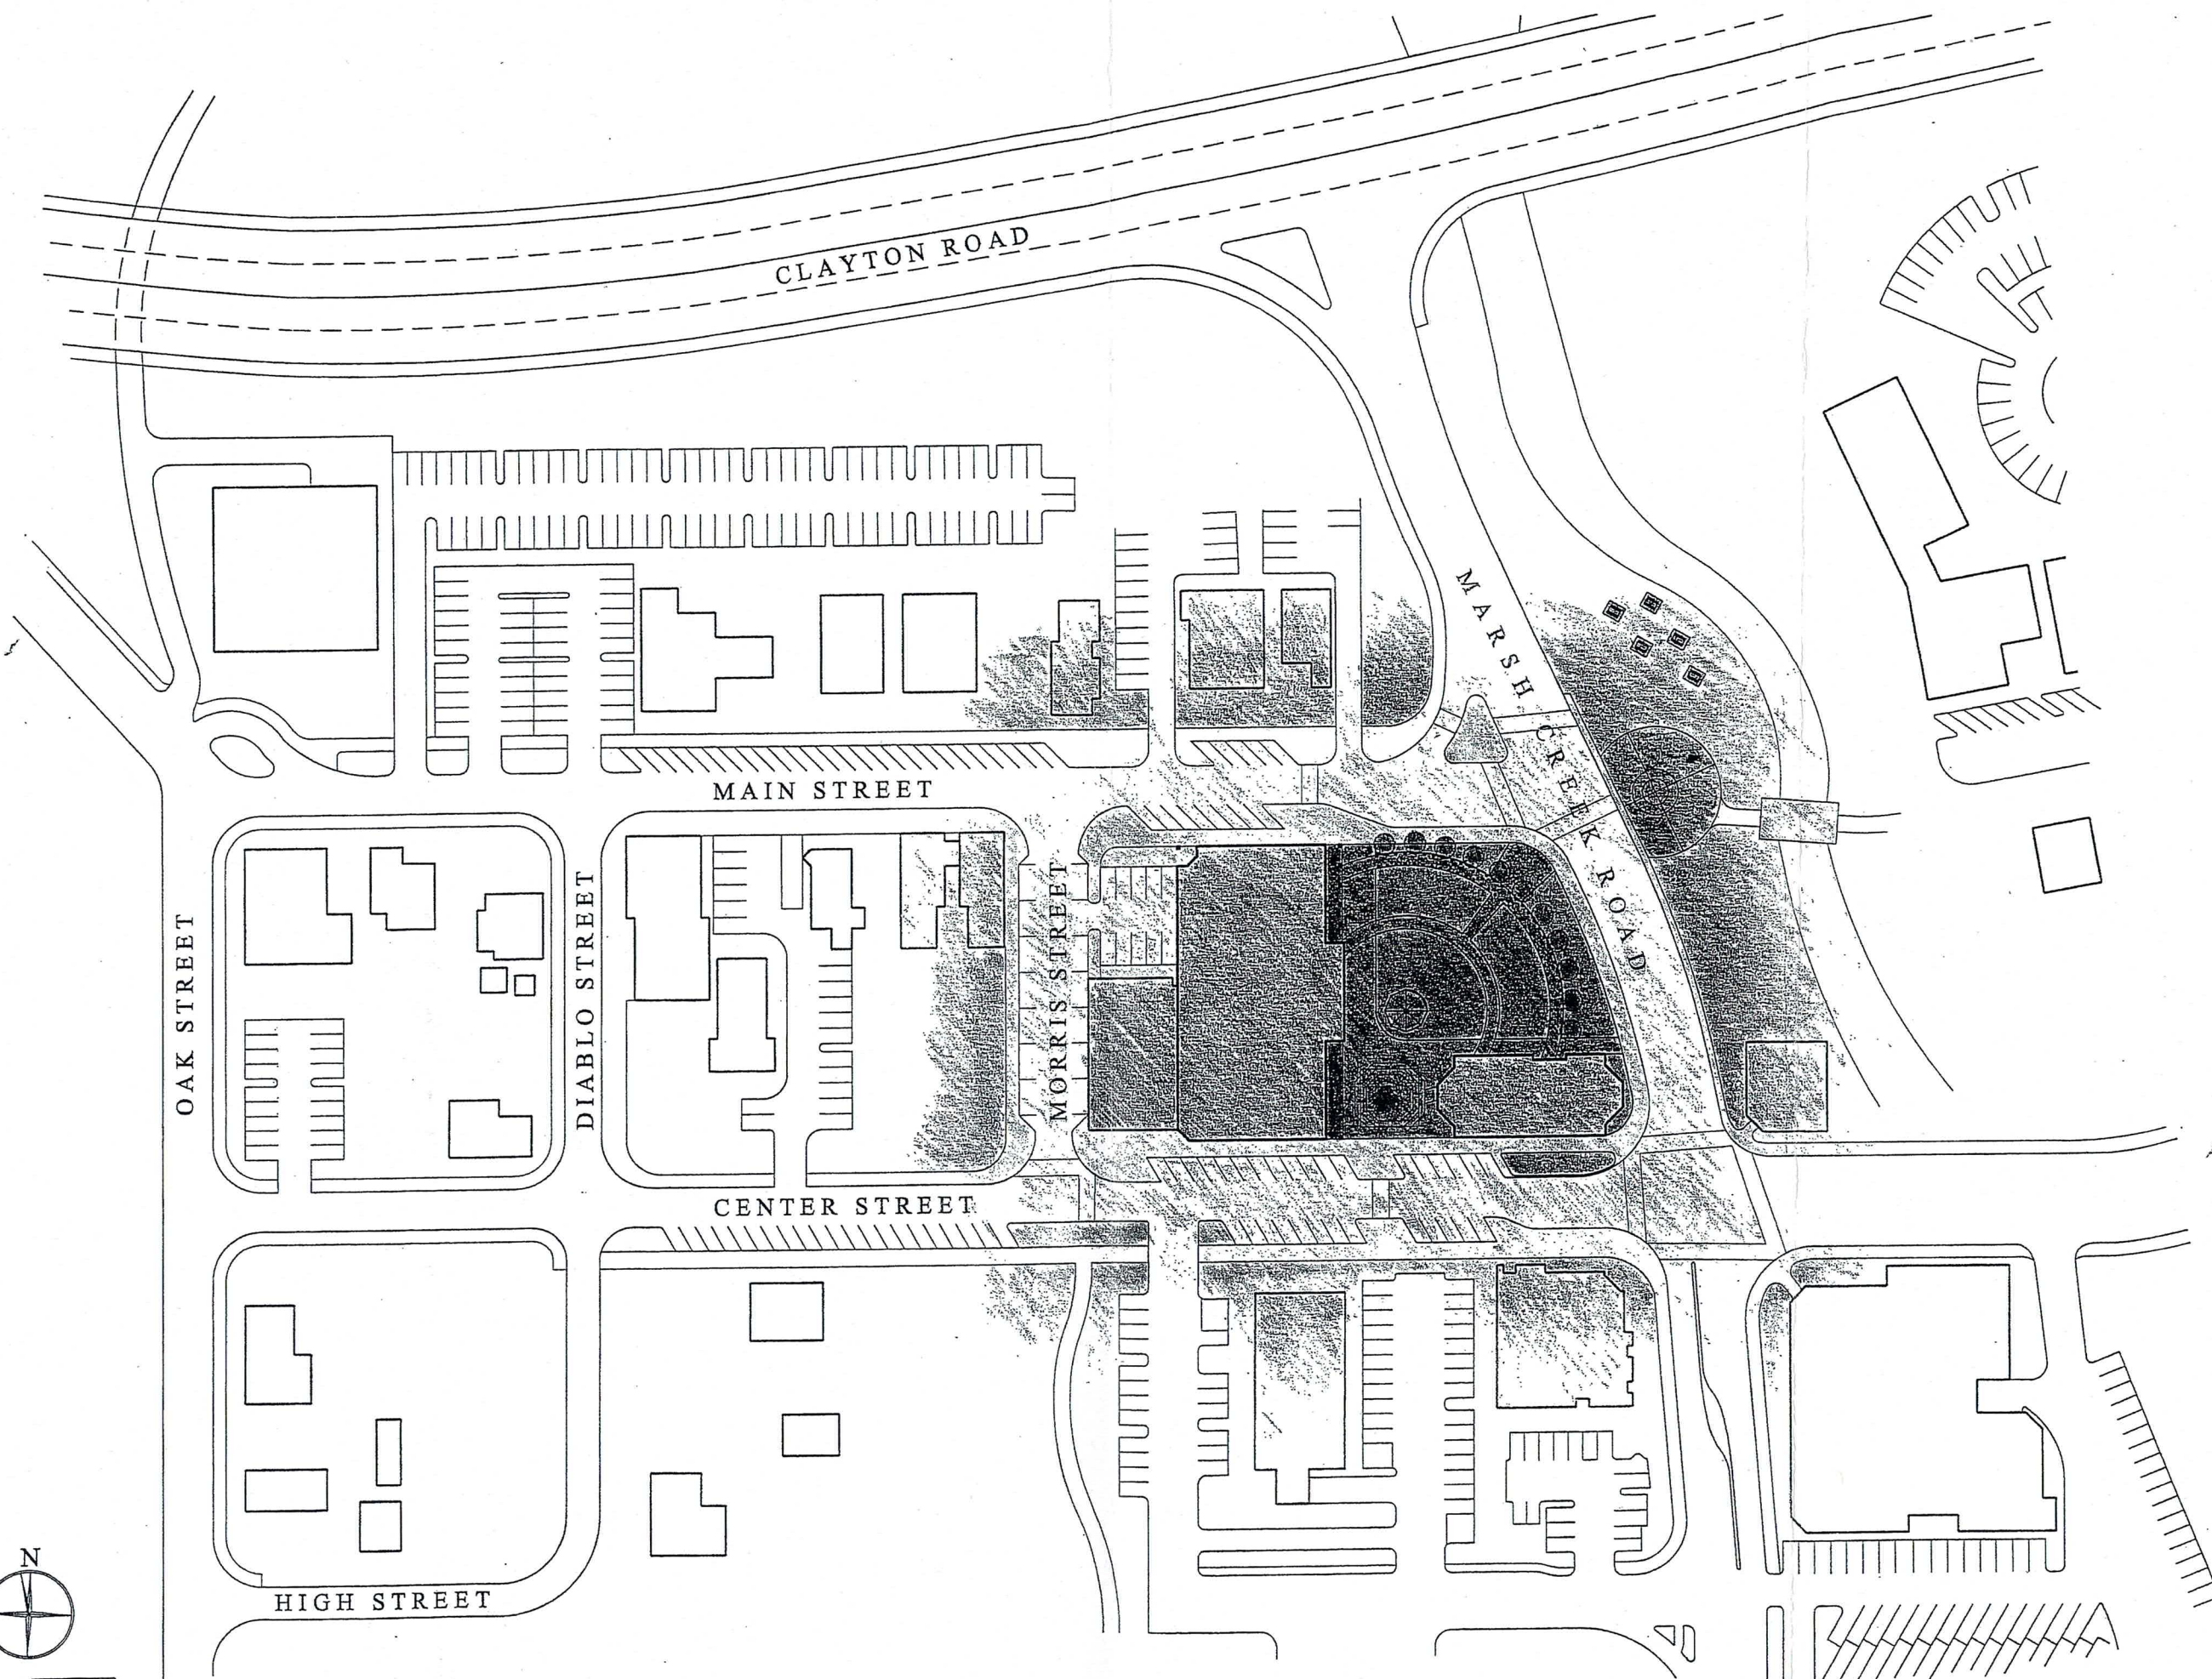 CLAYTON ROAD
MARSH CREEK ROAD
MAIN STREET
OAK STREET
DIABLO STREET
MORRIS STREET
CENTER STREET
N
HIGH STREET